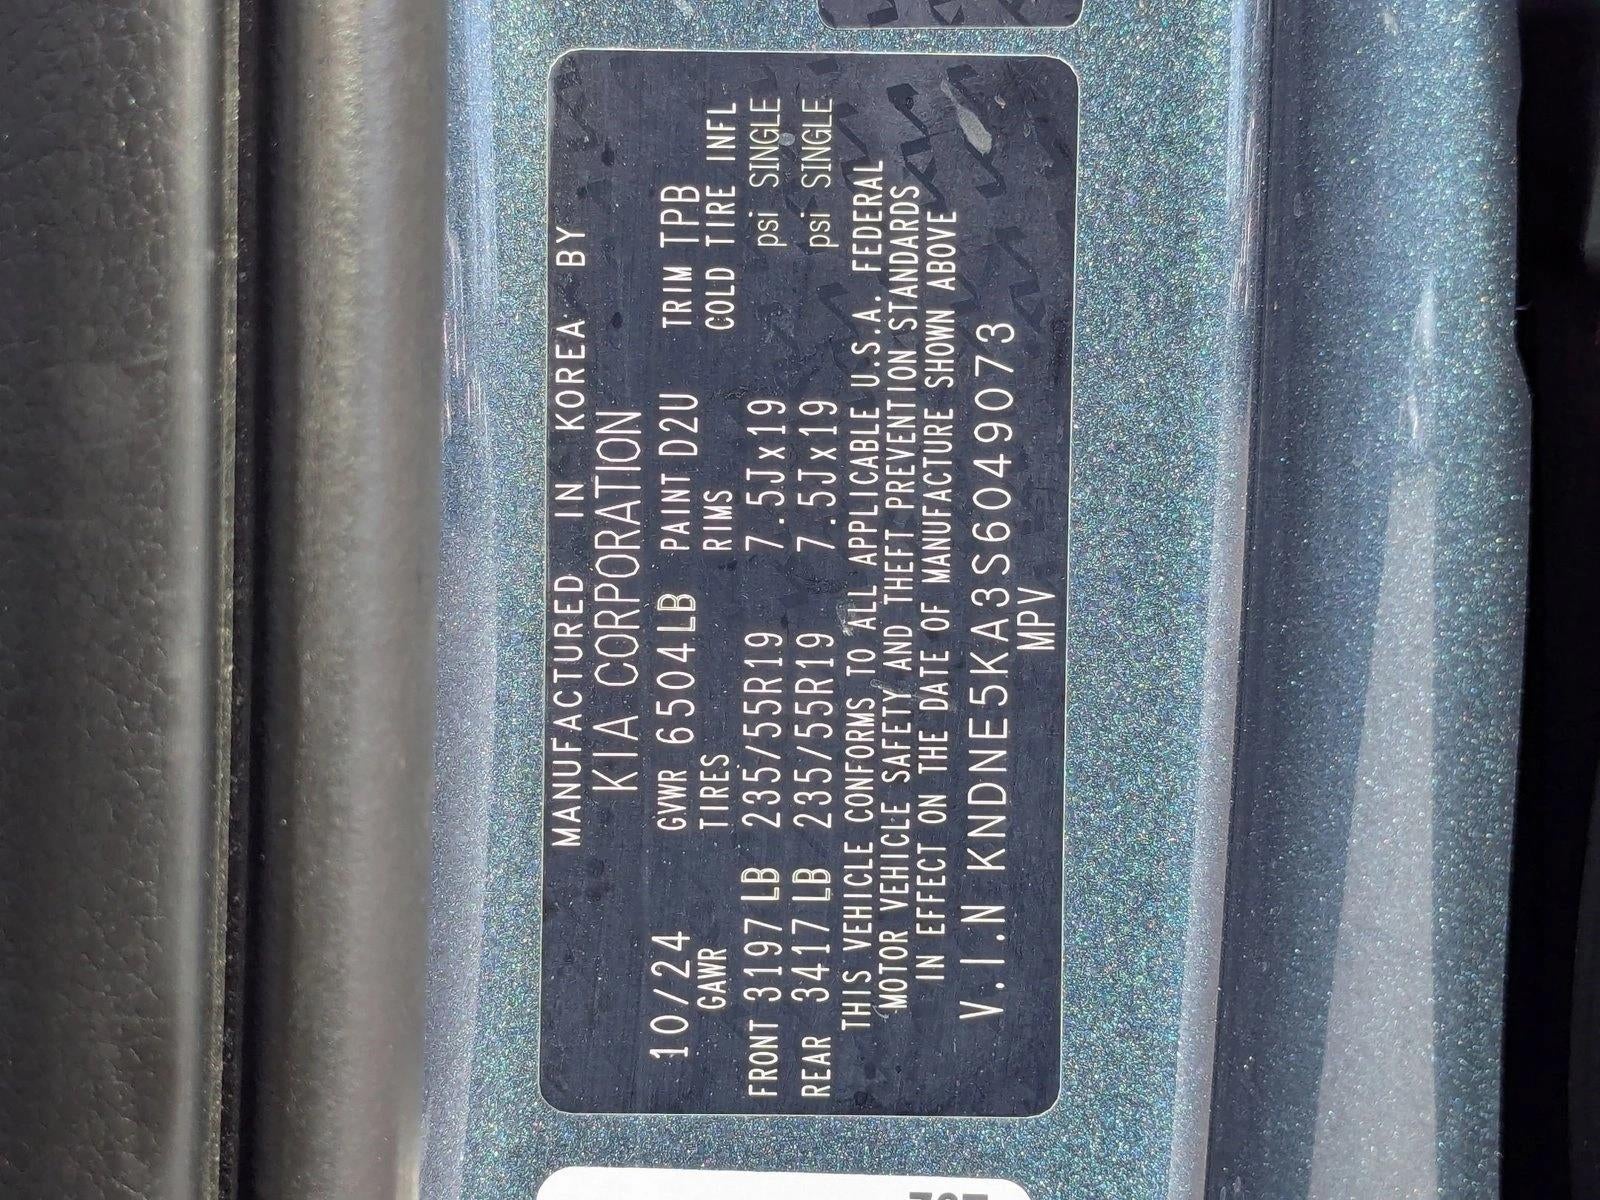 MANUFACTURED IN KOREA BY
KIA CORPORATION
10/24 GVWR 6504LB PAINT D2U TRIM TPB
GAWR TIRES RIMS COLD TIRE INFL
FRONT 3197 LB 235/55R19 7.5Jx19 psi SINGLE
REAR 3417 LB 235/55R19 7.5Jx19 psi SINGLE
THIS VEHICLE CONFORMS TO ALL APPLICABLE U.S.A. FEDERAL
MOTOR VEHICLE SAFETY AND THEFT PREVENTION STANDARDS
IN EFFECT ON THE DATE OF MANUFACTURE SHOWN ABOVE
V.I.N KNDNE5KA3S6049073
MPV